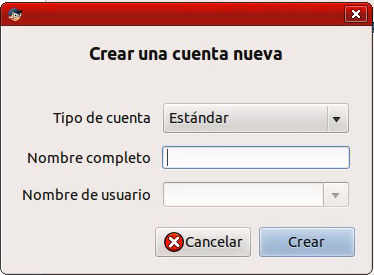 Crear una cuenta nueva
Tipo de cuenta Estándar
Nombre completo
Nombre de usuario
Cancelar Crear